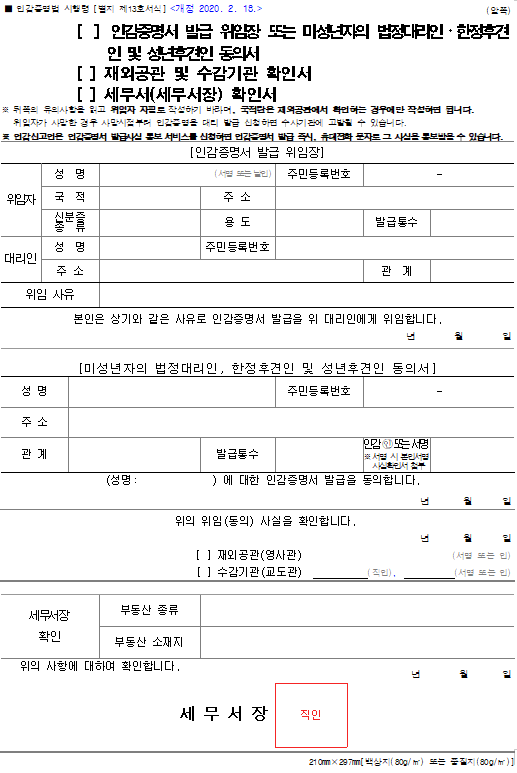 ■ 인감증명법 시행령 [별지 제13호서식] <개정 2020. 2. 18.>
(앞쪽)
[ ] 인감증명서 발급 위임장 또는 미성년자의 법정대리인ㆍ한정후견
인 및 성년후견인 동의서
[ ] 재외공관 및 수감기관 확인서
[ ] 세무서(세무서장) 확인서
※ 뒤쪽의 유의사항을 읽고 위임자 자필로 작성하기 바라며, 국적란은 재외공관에서 확인하는 경우에만 작성하면 됩니다.
위임자가 사망한 경우 사망시점부터 인감증명을 대리 발급 신청하면 수사기관에 고발될 수 있습니다.
※ 인감신고인은 인감증명서 발급사실 통보 서비스를 신청하면 인감증명서 발급 즉시, 휴대전화 문자로 그 사실을 통보받을 수 있습니다.
[인감증명서 발급 위임장]
위임자
성 명
(서명 또는 날인)
주민등록번호
-
국 적
주 소
신분증
종 류
용 도
발급통수
대리인
성 명
주민등록번호
주 소
관 계
위임 사유
본인은 상기와 같은 사유로 인감증명서 발급을 위 대리인에게 위임합니다.
년 월 일
[미성년자의 법정대리인, 한정후견인 및 성년후견인 동의서]
성 명
주민등록번호
-
주 소
관 계
발급통수
인감㊞또는서명
※서명 시 본인서명
사실확인서 첨부
(성명: ) 에 대한 인감증명서 발급을 동의합니다.
년 월 일
위의 위임(동의) 사실을 확인합니다.
년 월 일
[ ] 재외공관(영사관)
(서명 또는 인)
[ ] 수감기관(교도관)
(직인),
(서명 또는 인)
세무서장
확인
부동산 종류
부동산 소재지
위의 사항에 대하여 확인합니다.
년 월 일
세 무 서 장
직인
210㎜×297㎜[백상지(80g/㎡) 또는 중질지(80g/㎡)]